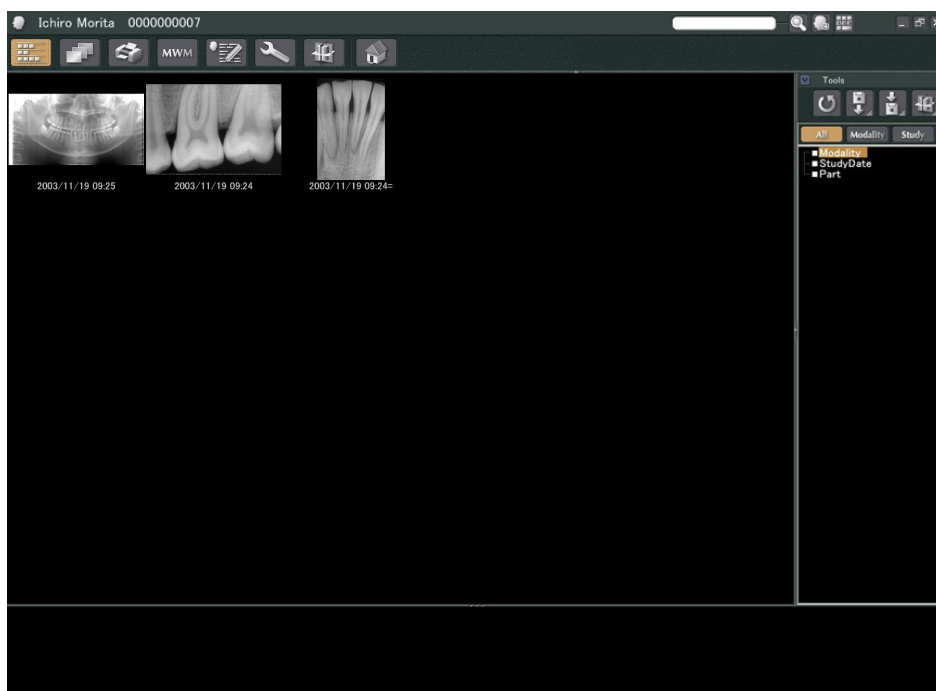 Ichiro Morita 0000000007
MWM
Tools
All Modality Study
Modality
StudyDate
Part
2003/11/19 09:25
2003/11/19 09:24
2003/11/19 09:24=